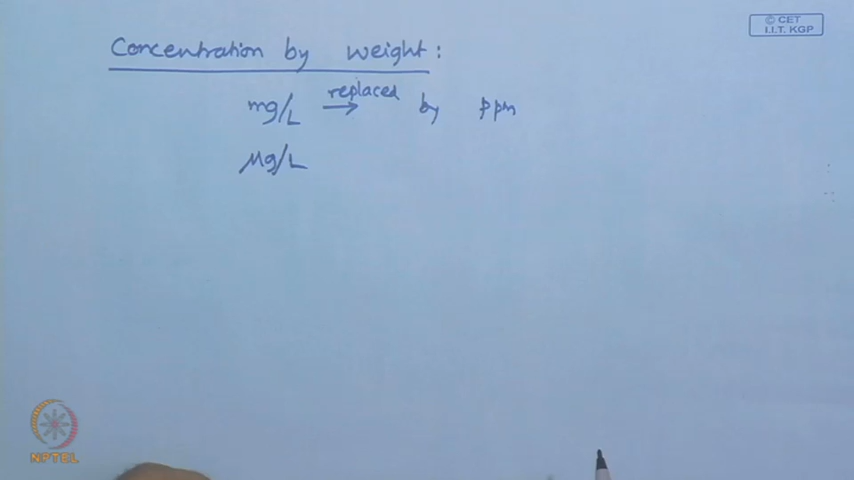 © CET
I.I.T. KGP
Concentration by weight :
mg/L replaced → by ppm
μg/L
NPTEL